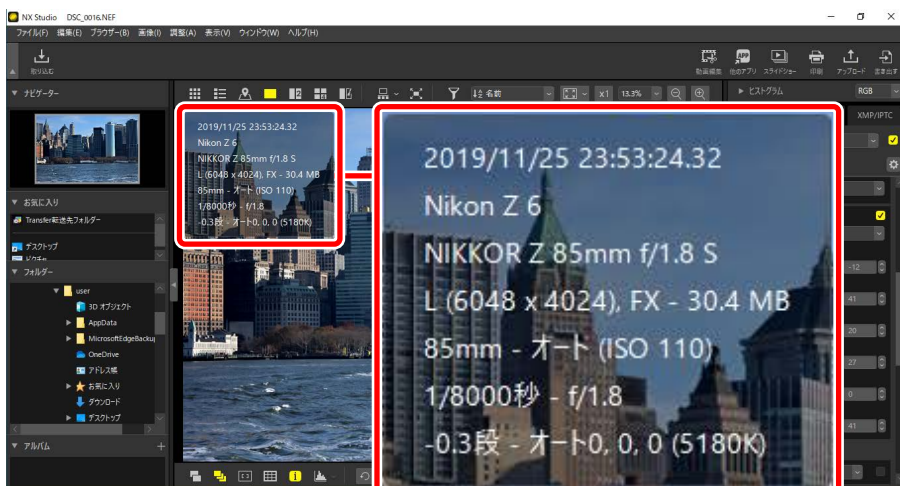 NX Studio DSC_0016.NEF
ファイル(F) 編集(E) ブラウザー(B) 画像(I) 調整(A) 表示(V) ウィンドウ(W) ヘルプ(H)
取り込む
動画編集 他のアプリ スライドショー 印刷 アップロード 書き出す
ナビゲーター
名前
x1 13.3%
ヒストグラム RGB
XMP/IPTC
2019/11/25 23:53:24.32
Nikon Z 6
NIKKOR Z 85mm f/1.8 S
L (6048 x 4024), FX - 30.4 MB
85mm - オート (ISO 110)
1/8000秒 - f/1.8
-0.3段 - オート0, 0, 0 (5180K)
2019/11/25 23:53:24.32
Nikon Z 6
NIKKOR Z 85mm f/1.8 S
L (6048 x 4024), FX - 30.4 MB
85mm - オート (ISO 110)
1/8000秒 - f/1.8
-0.3段 - オート0, 0, 0 (5180K)
お気に入り
Transfer転送先フォルダー
デスクトップ
フォルダー
user
3D オブジェクト
AppData
MicrosoftEdgeBackup
OneDrive
アドレス帳
お気に入り
ダウンロード
デスクトップ
アルバム
-12
41
20
27
0
41